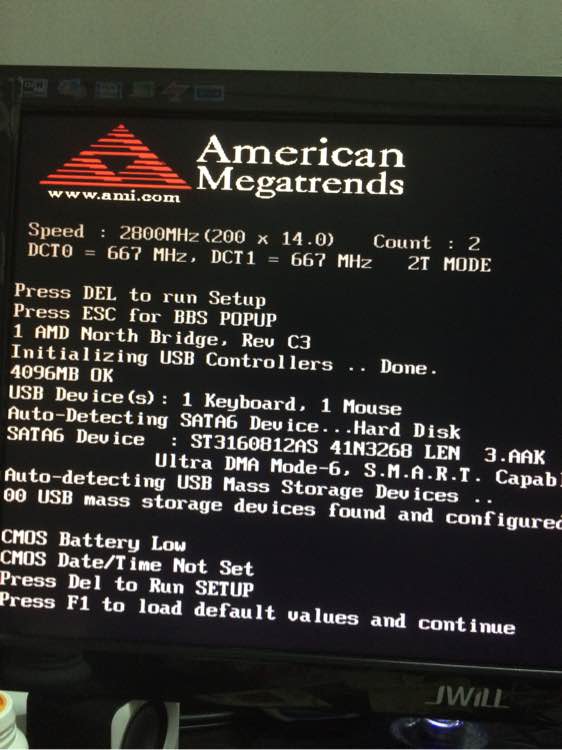 American
Megatrends
www.ami.com
Speed : 2800MHz(200 x 14.0) Count : 2
DCT0 = 667 MHz, DCT1 = 667 MHz 2T MODE
Press DEL to run Setup
Press ESC for BBS POPUP
1 AMD North Bridge, Rev C3
Initializing USB Controllers .. Done.
4096MB OK
USB Device(s): 1 Keyboard, 1 Mouse
Auto-Detecting SATA6 Device...Hard Disk
SATA6 Device : ST3160812AS 41N3268 LEN 3.AAK
Ultra DMA Mode-6, S.M.A.R.T. Capabl
Auto-detecting USB Mass Storage Devices ..
00 USB mass storage devices found and configured
CMOS Battery Low
CMOS Date/Time Not Set
Press Del to Run SETUP
Press F1 to load default values and continue
JWILL